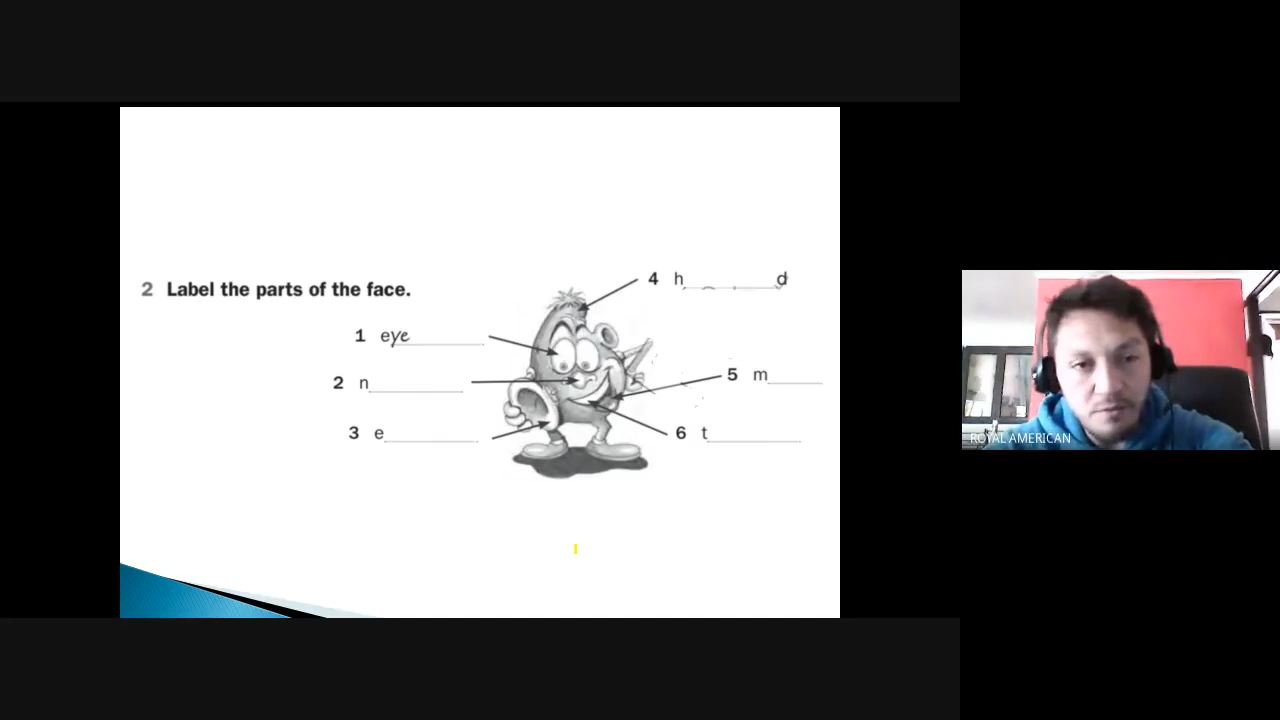 2 Label the parts of the face.
1 eye
2 n
3 e
4 h d
5 m
6 t
ROYAL AMERICAN